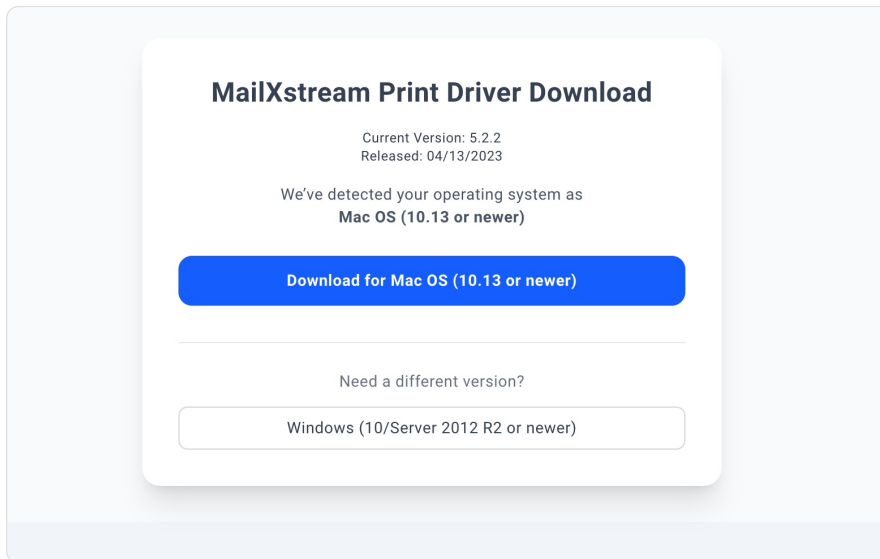 MailXstream Print Driver Download
Current Version: 5.2.2
Released: 04/13/2023
We’ve detected your operating system as
Mac OS (10.13 or newer)
Download for Mac OS (10.13 or newer)
Need a different version?
Windows (10/Server 2012 R2 or newer)